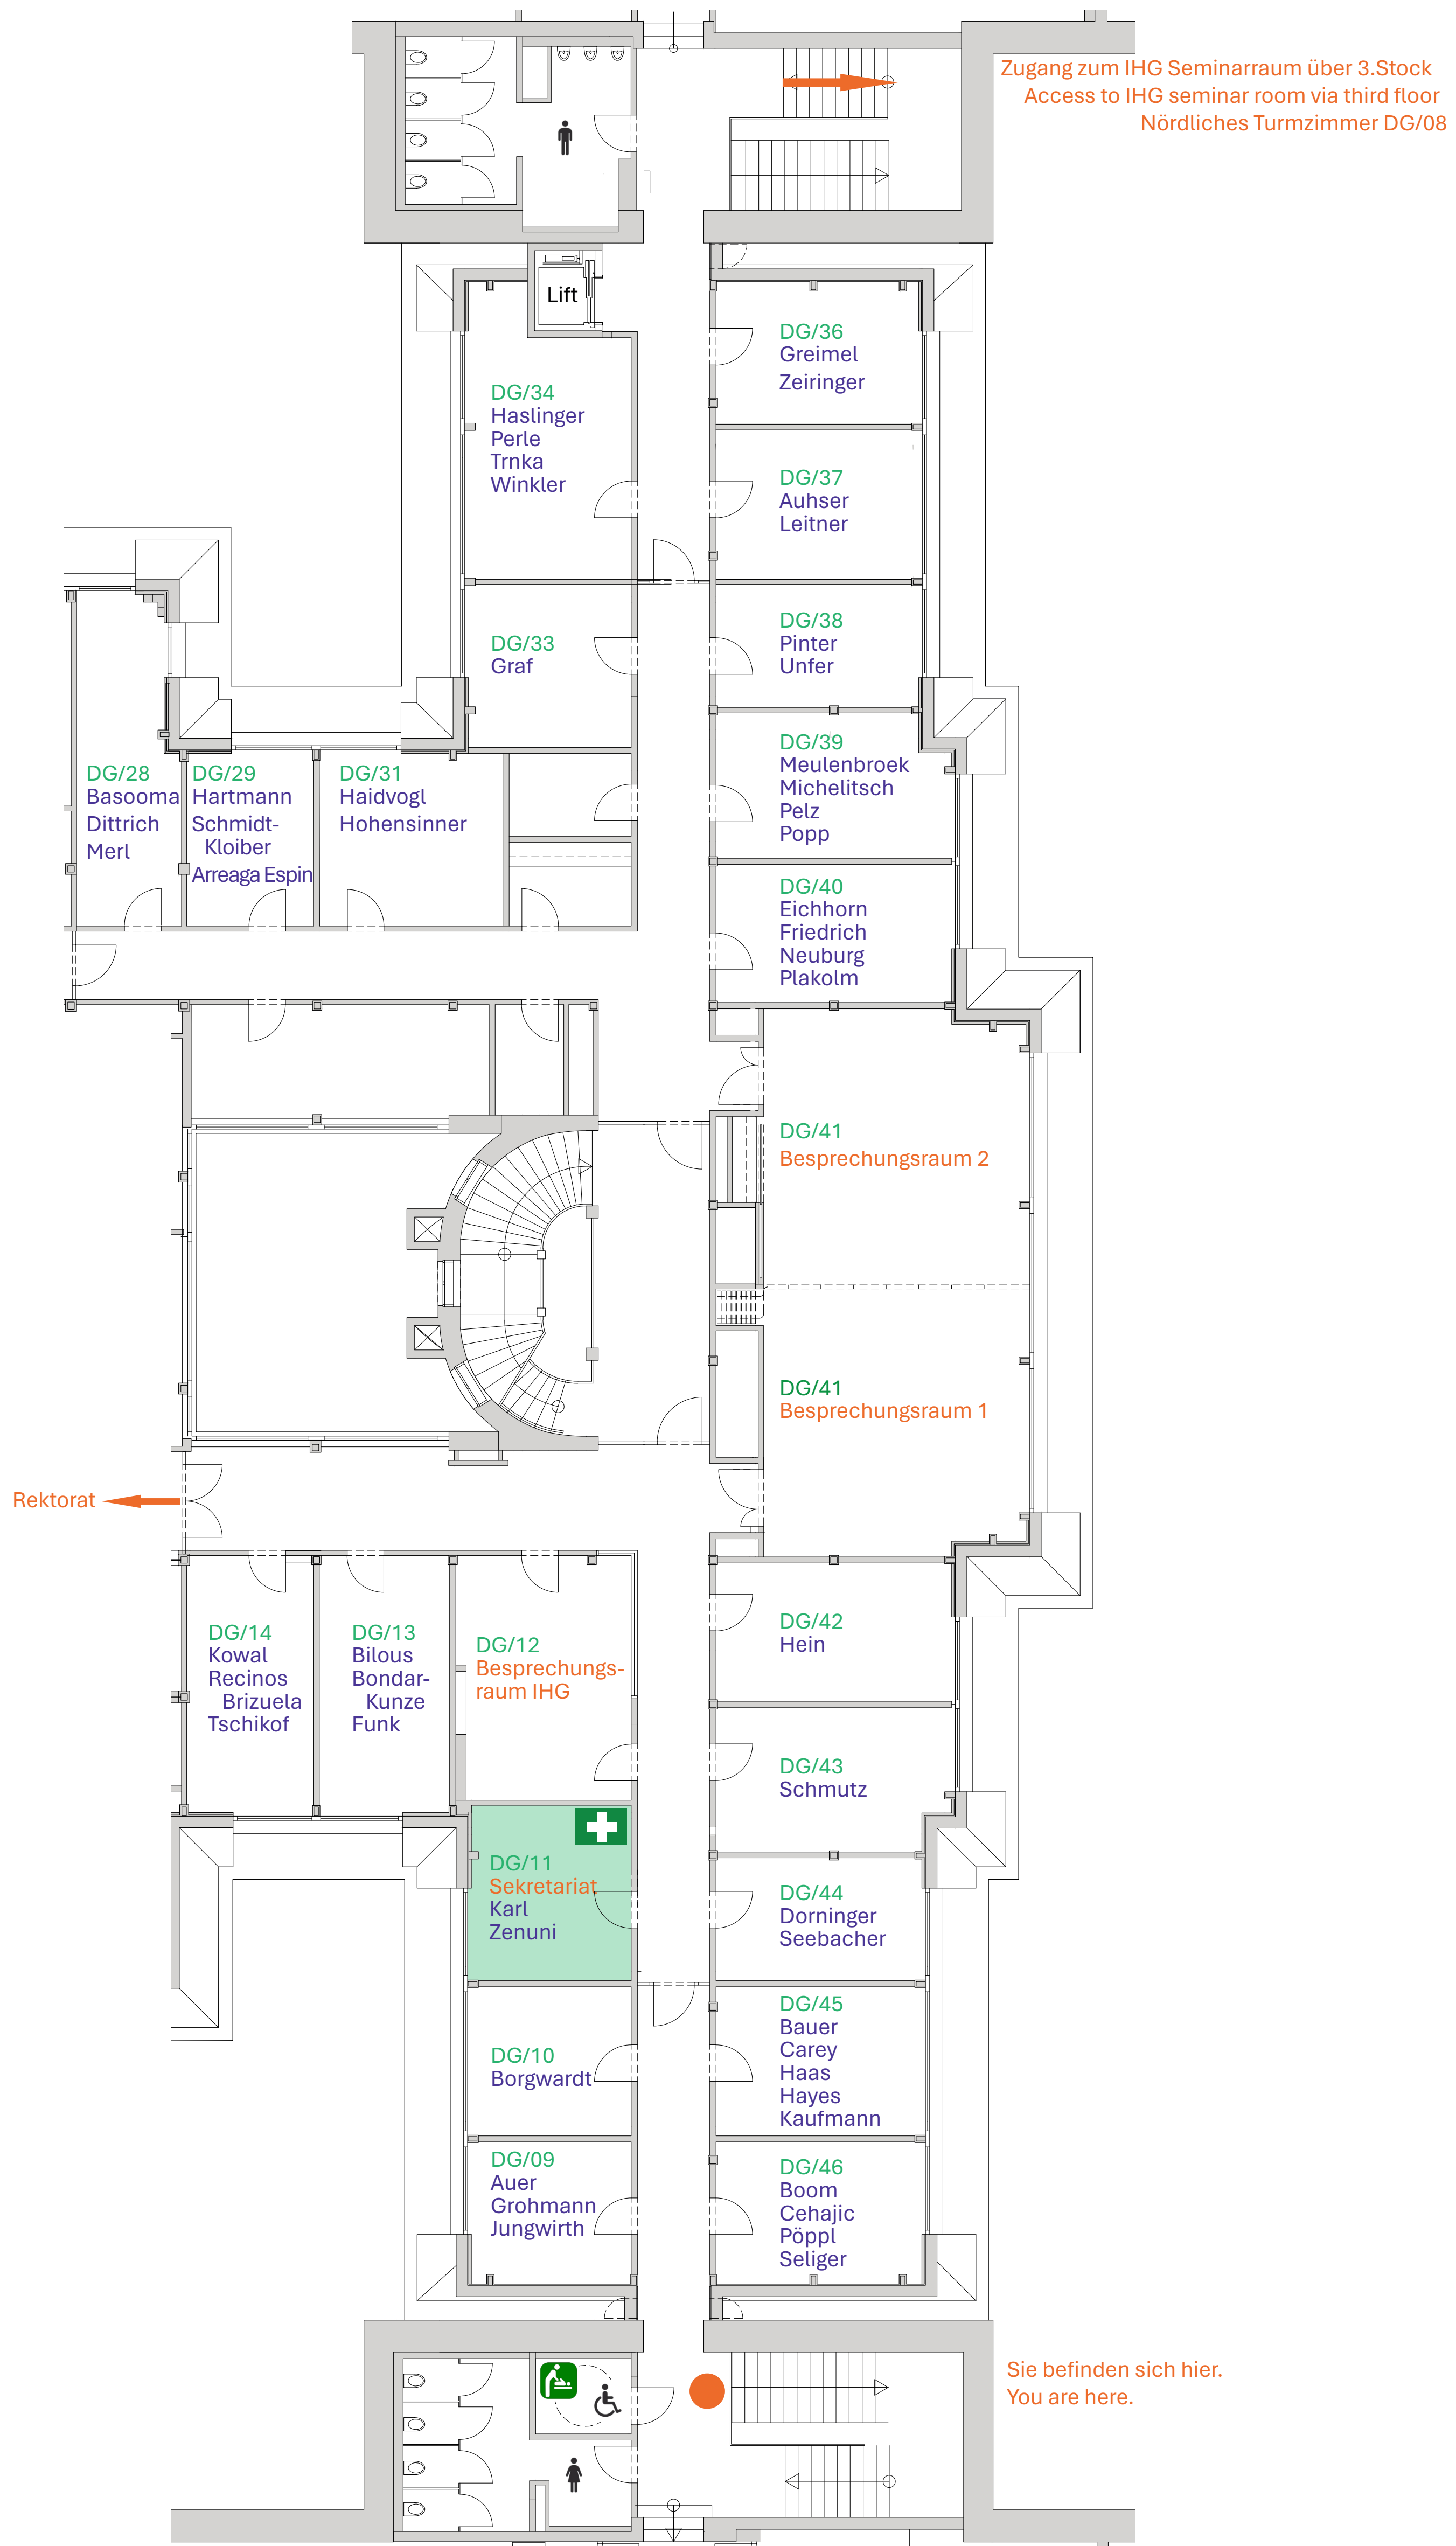 Zugang zum IHG Seminarraum über 3.Stock
Access to IHG seminar room via third floor
Nördliches Turmzimmer DG/08
Lift
DG/36
Greimel
Zeiringer
DG/34
Haslinger
Perle
Trnka
Winkler
DG/37
Auhser
Leitner
DG/33
Graf
DG/38
Pinter
Unfer
DG/28
Basooma
Dittrich
Merl
DG/29
Hartmann
Schmidt-
Kloiber
Arreaga Espin
DG/31
Haidvogl
Hohensinner
DG/39
Meulenbroek
Michelitsch
Pelz
Popp
DG/40
Eichhorn
Friedrich
Neuburg
Plakolm
DG/41
Besprechungsraum 2
DG/41
Besprechungsraum 1
Rektorat
DG/14
Kowal
Recinos
Brizuela
Tschikof
DG/13
Bilous
Bondar-
Kunze
Funk
DG/12
Besprechungs-
raum IHG
DG/42
Hein
DG/43
Schmutz
DG/11
Sekretariat
Karl
Zenuni
DG/44
Dorninger
Seebacher
DG/10
Borgwardt
DG/45
Bauer
Carey
Haas
Hayes
Kaufmann
DG/09
Auer
Grohmann
Jungwirth
DG/46
Boom
Cehajic
Pöppl
Seliger
Sie befinden sich hier.
You are here.